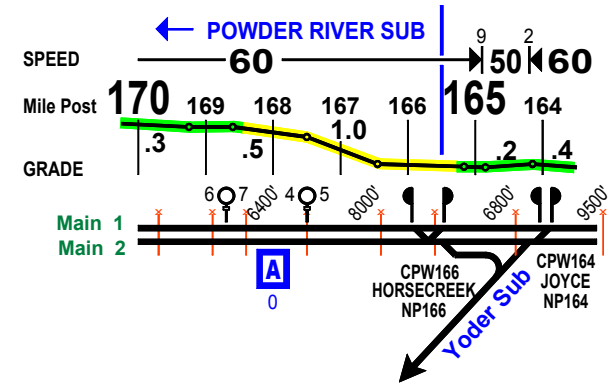 POWDER RIVER SUB
9 2
SPEED 60 50 60
Mile Post 170 169 168 167 166 165 164
.3 .5 1.0 .2 .4
GRADE
6 7 6400' 4 5 8000' 6800' 9500'
Main 1
Main 2
A
0
CPW166
HORSECREEK
NP166
CPW164
JOYCE
NP164
Yoder Sub